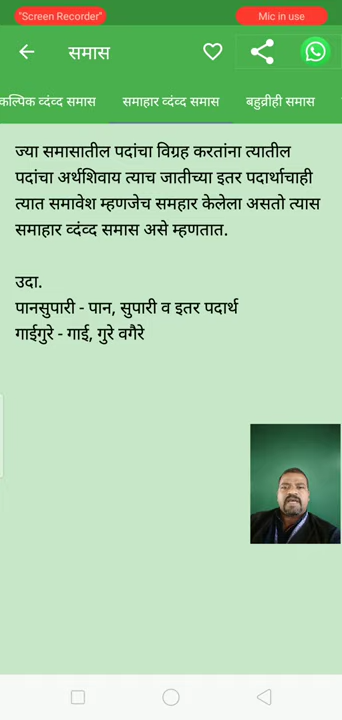 "Screen Recorder"
Mic in use
समास
कल्पिक व्दंव्द समास
समाहार व्दंव्द समास
बहुव्रीही समास
ज्या समासातील पदांचा विग्रह करतांना त्यातील
पदांचा अर्थशिवाय त्याच जातीच्या इतर पदार्थाचाही
त्यात समावेश म्हणजेच समहार केलेला असतो त्यास
समाहार व्दंव्द समास असे म्हणतात.
उदा.
पानसुपारी - पान, सुपारी व इतर पदार्थ
गाईगुरे - गाई, गुरे वगैरे